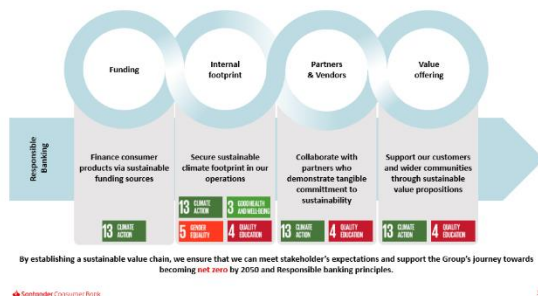 Funding
Internal
footprint
Partners
& Vendors
Value
offering
Responsible
Banking
Finance consumer
products via sustainable
funding sources
13 CLIMATE
ACTION
Secure sustainable
climate footprint in our
operations
13 CLIMATE
ACTION
3 GOOD HEALTH
AND WELL-BEING
5 GENDER
EQUALITY
4 QUALITY
EDUCATION
Collaborate with
partners who
demonstrate tangible
committment to
sustainability
13 CLIMATE
ACTION
4 QUALITY
EDUCATION
Support our customers
and wider communities
through sustainable
value propositions
13 CLIMATE
ACTION
4 QUALITY
EDUCATION
By establishing a sustainable value chain, we ensure that we can meet stakeholder's expectations and support the Group's journey towards
becoming net zero by 2050 and Responsible banking principles.
Santander Consumer Bank